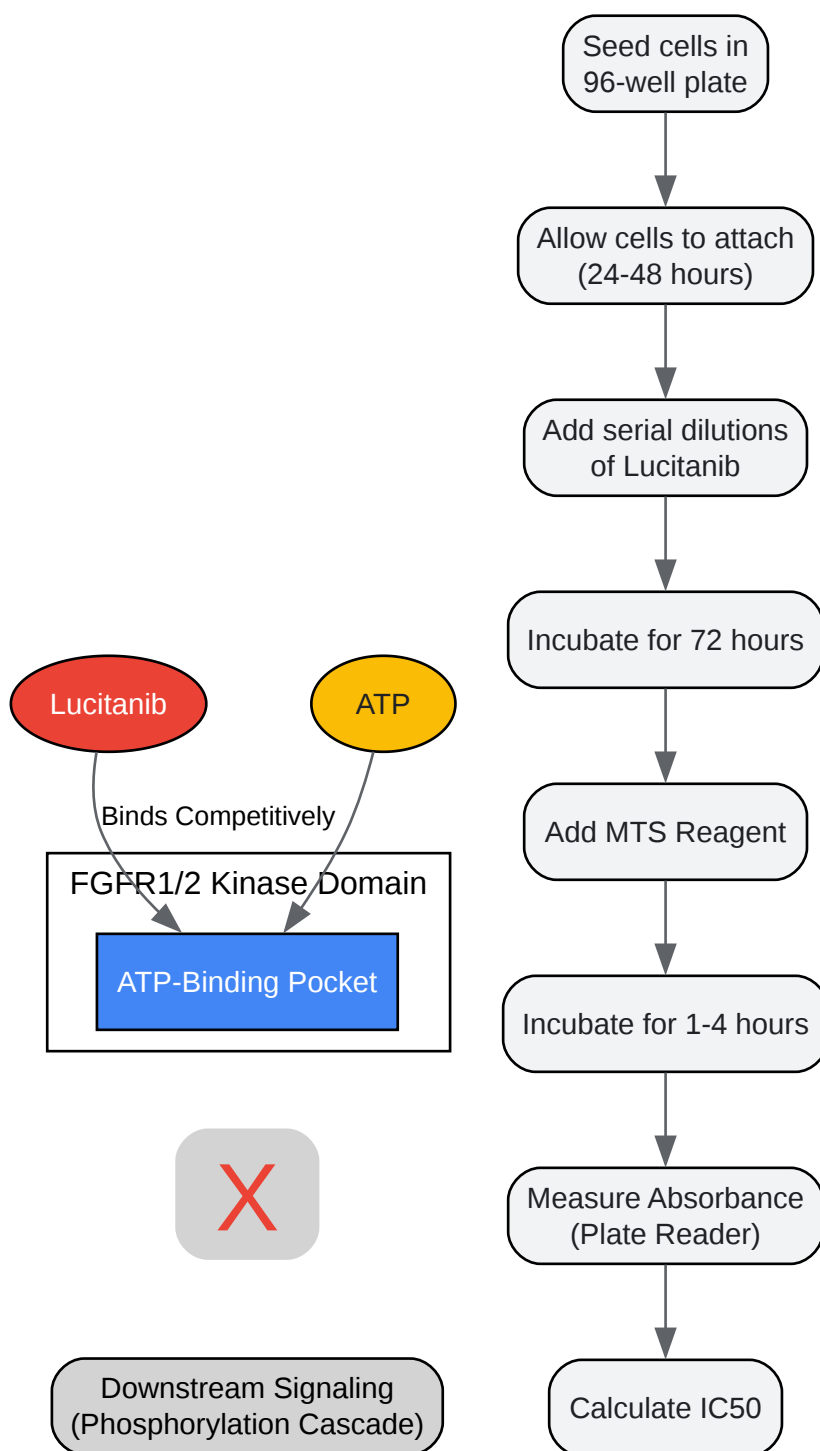 Seed cells in
96-well plate
Allow cells to attach
(24-48 hours)
Add serial dilutions
of Lucitanib
Incubate for 72 hours
Add MTS Reagent
Incubate for 1-4 hours
Measure Absorbance
(Plate Reader)
Calculate IC50
Lucitanib
ATP
Binds Competitively
FGFR1/2 Kinase Domain
ATP-Binding Pocket
X
Downstream Signaling
(Phosphorylation Cascade)